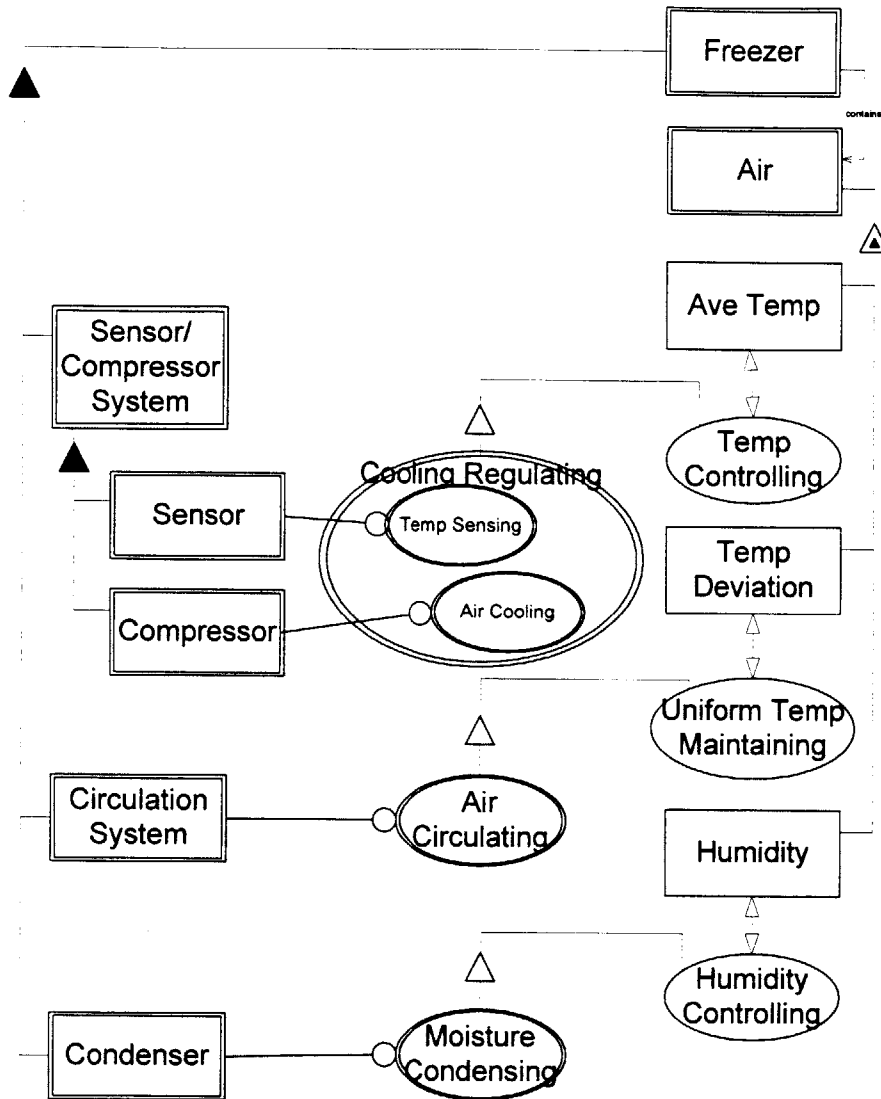 Freezer
contains
Air
Ave Temp
Sensor/
Compressor
System
Temp
Controlling
Cooling Regulating
Sensor
Temp Sensing
Temp
Deviation
Compressor
Air Cooling
Uniform Temp
Maintaining
Circulation
System
Air
Circulating
Humidity
Humidity
Controlling
Condenser
Moisture
Condensing